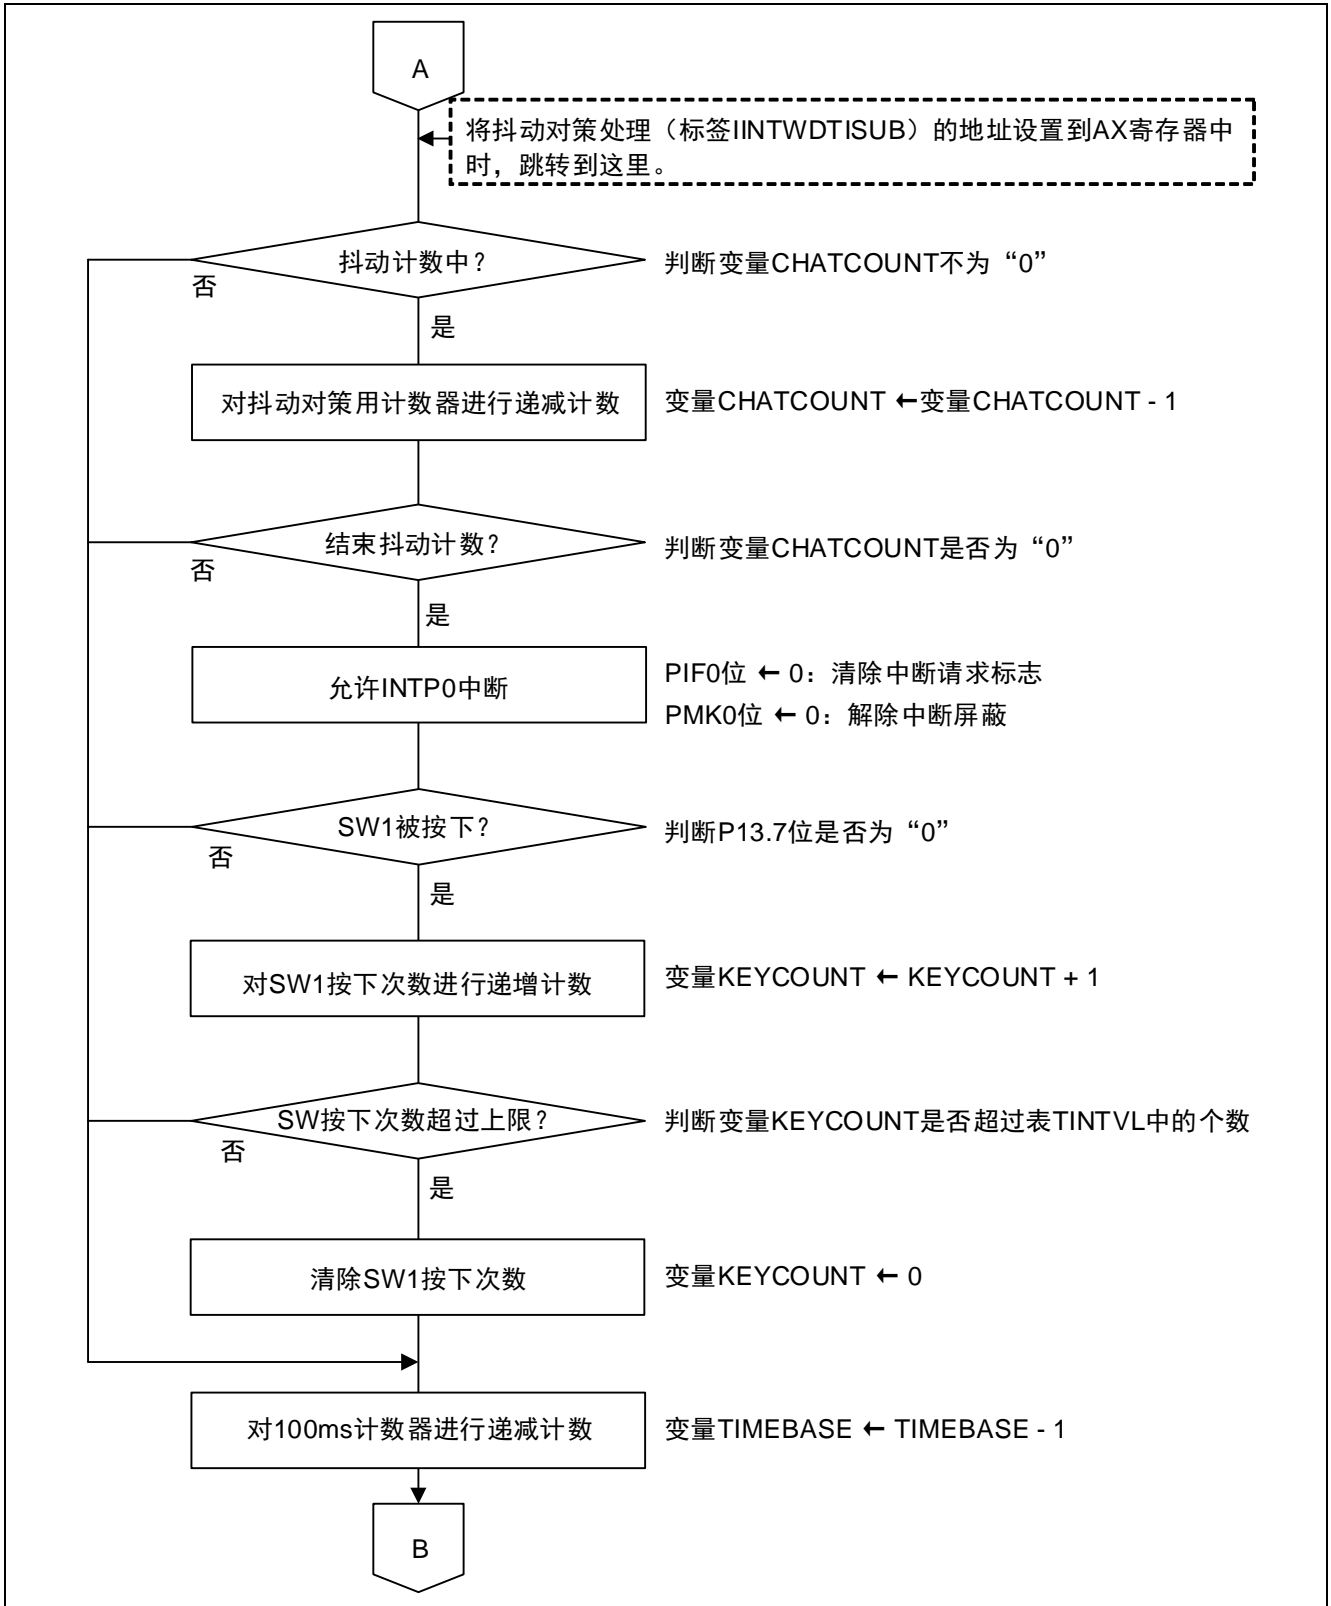 A
将抖动对策处理（标签IINTWDTISUB）的地址设置到AX寄存器中
时，跳转到这里。
抖动计数中？
判断变量CHATCOUNT不为“0”
否
是
对抖动对策用计数器进行递减计数
变量CHATCOUNT ←变量CHATCOUNT - 1
结束抖动计数？
判断变量CHATCOUNT是否为“0”
否
是
允许INTP0中断
PIF0位 ← 0：清除中断请求标志
PMK0位 ← 0：解除中断屏蔽
SW1被按下？
判断P13.7位是否为“0”
否
是
对SW1按下次数进行递增计数
变量KEYCOUNT ← KEYCOUNT + 1
SW按下次数超过上限？
判断变量KEYCOUNT是否超过表TINTVL中的个数
否
是
清除SW1按下次数
变量KEYCOUNT ← 0
对100ms计数器进行递减计数
变量TIMEBASE ← TIMEBASE - 1
B